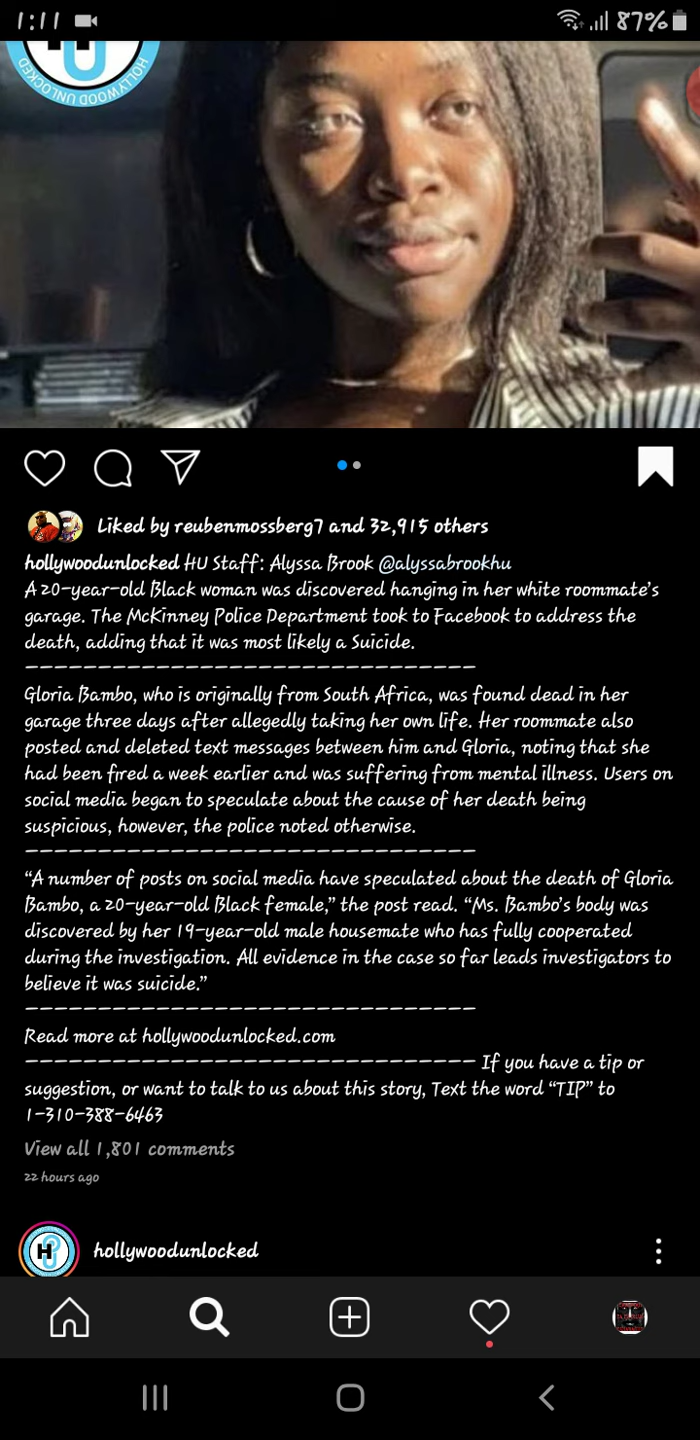 1:11
87%
HOLLYWOOD UNLOCKED
Liked by reubenmossberg7 and 32,915 others
hollywoodunlocked HU Staff: Alyssa Brook @alyssabrookhu
A 20-year-old Black woman was discovered hanging in her white roommate's
garage. The McKinney Police Department took to Facebook to address the
death, adding that it was most likely a Suicide.
--------------------------------
Gloria Bambo, who is originally from South Africa, was found dead in her
garage three days after allegedly taking her own life. Her roommate also
posted and deleted text messages between him and Gloria, noting that she
had been fired a week earlier and was suffering from mental illness. Users on
social media began to speculate about the cause of her death being
suspicious, however, the police noted otherwise.
--------------------------------
“A number of posts on social media have speculated about the death of Gloria
Bambo, a 20-year-old Black female,” the post read. “Ms. Bambo's body was
discovered by her 19-year-old male housemate who has fully cooperated
during the investigation. All evidence in the case so far leads investigators to
believe it was suicide.”
--------------------------------
Read more at hollywoodunlocked.com
-------------------------------- If you have a tip or
suggestion, or want to talk to us about this story, Text the word “TIP” to
1-310-388-6463
View all 1,801 comments
22 hours ago
hollywoodunlocked